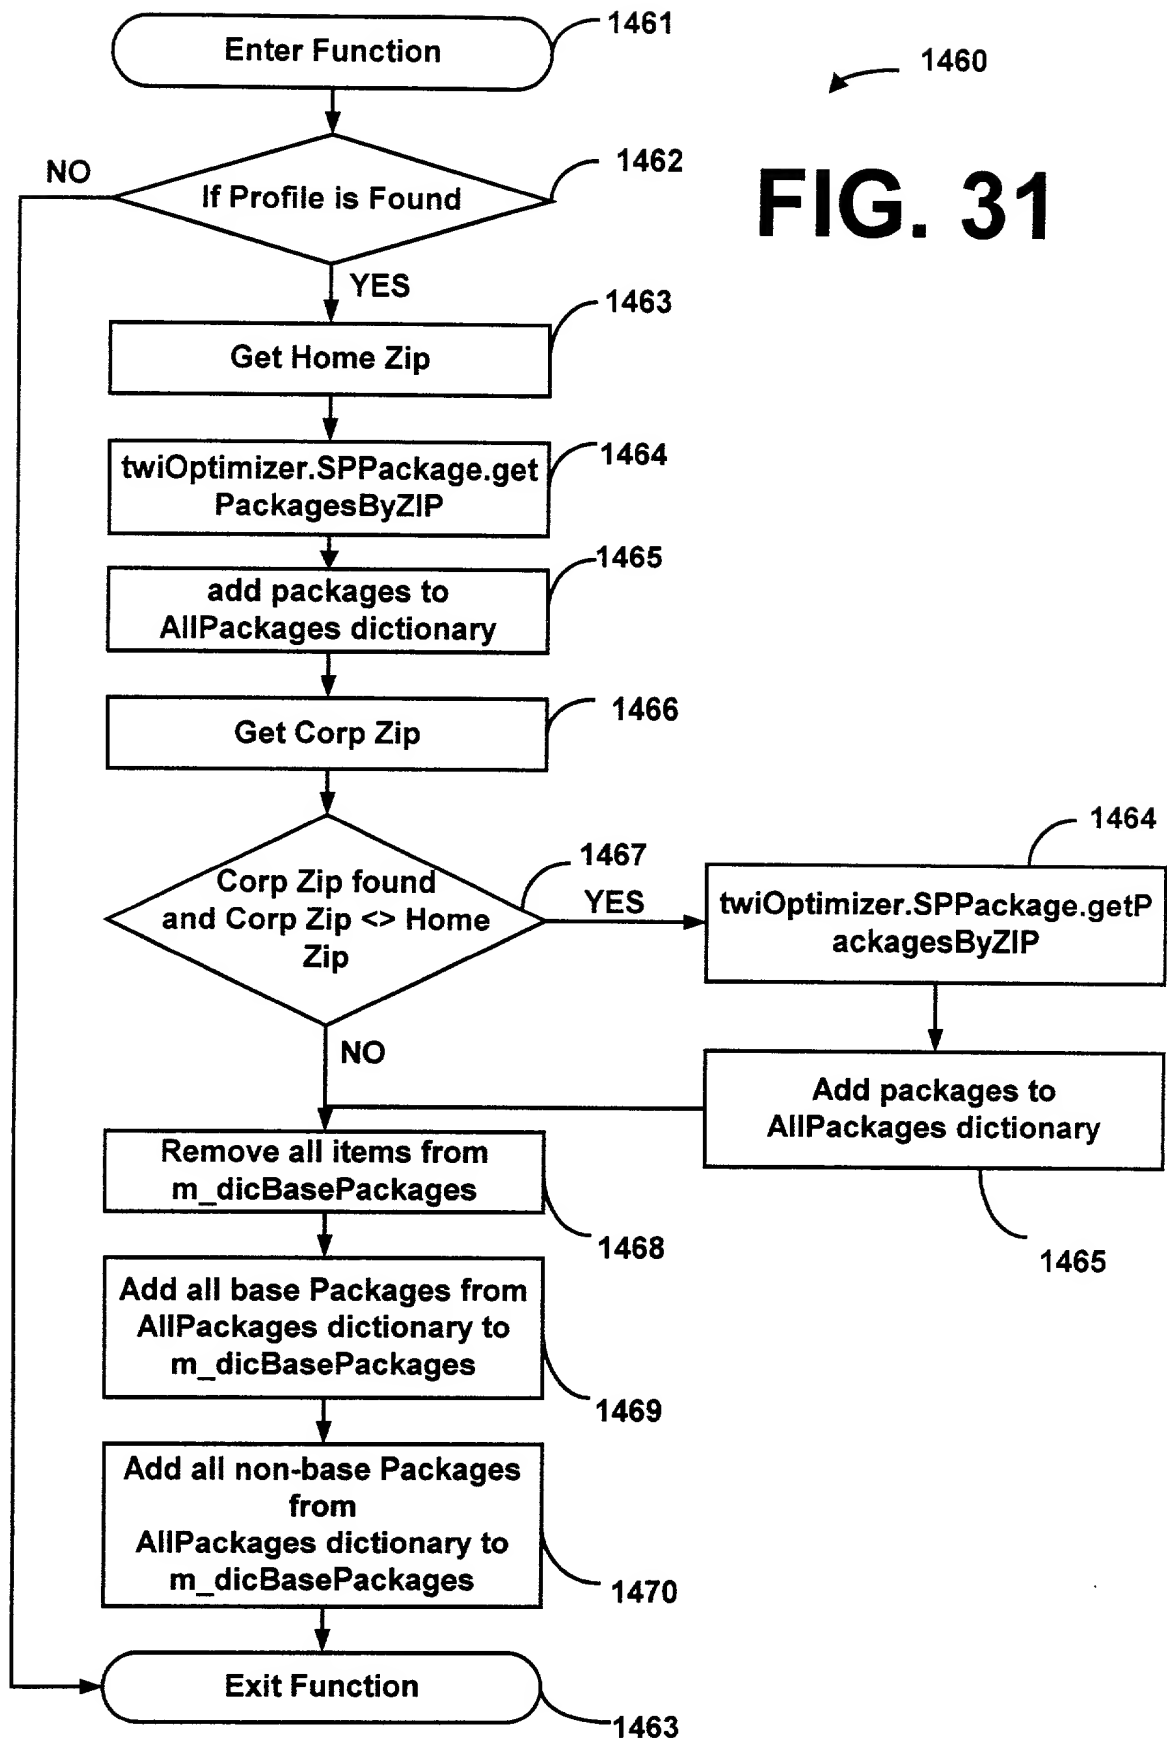 Enter Function
1461
1460
FIG. 31
NO
If Profile is Found
1462
YES
1463
Get Home Zip
1464
twiOptimizer.SPPackage.get
PackagesByZIP
1465
add packages to
AllPackages dictionary
1466
Get Corp Zip
1467
Corp Zip found
and Corp Zip <> Home
Zip
YES
1464
twiOptimizer.SPPackage.getP
ackagesByZIP
NO
Add packages to
AllPackages dictionary
1465
Remove all items from
m_dicBasePackages
1468
Add all base Packages from
AllPackages dictionary to
m_dicBasePackages
1469
Add all non-base Packages
from
AllPackages dictionary to
m_dicBasePackages
1470
Exit Function
1463